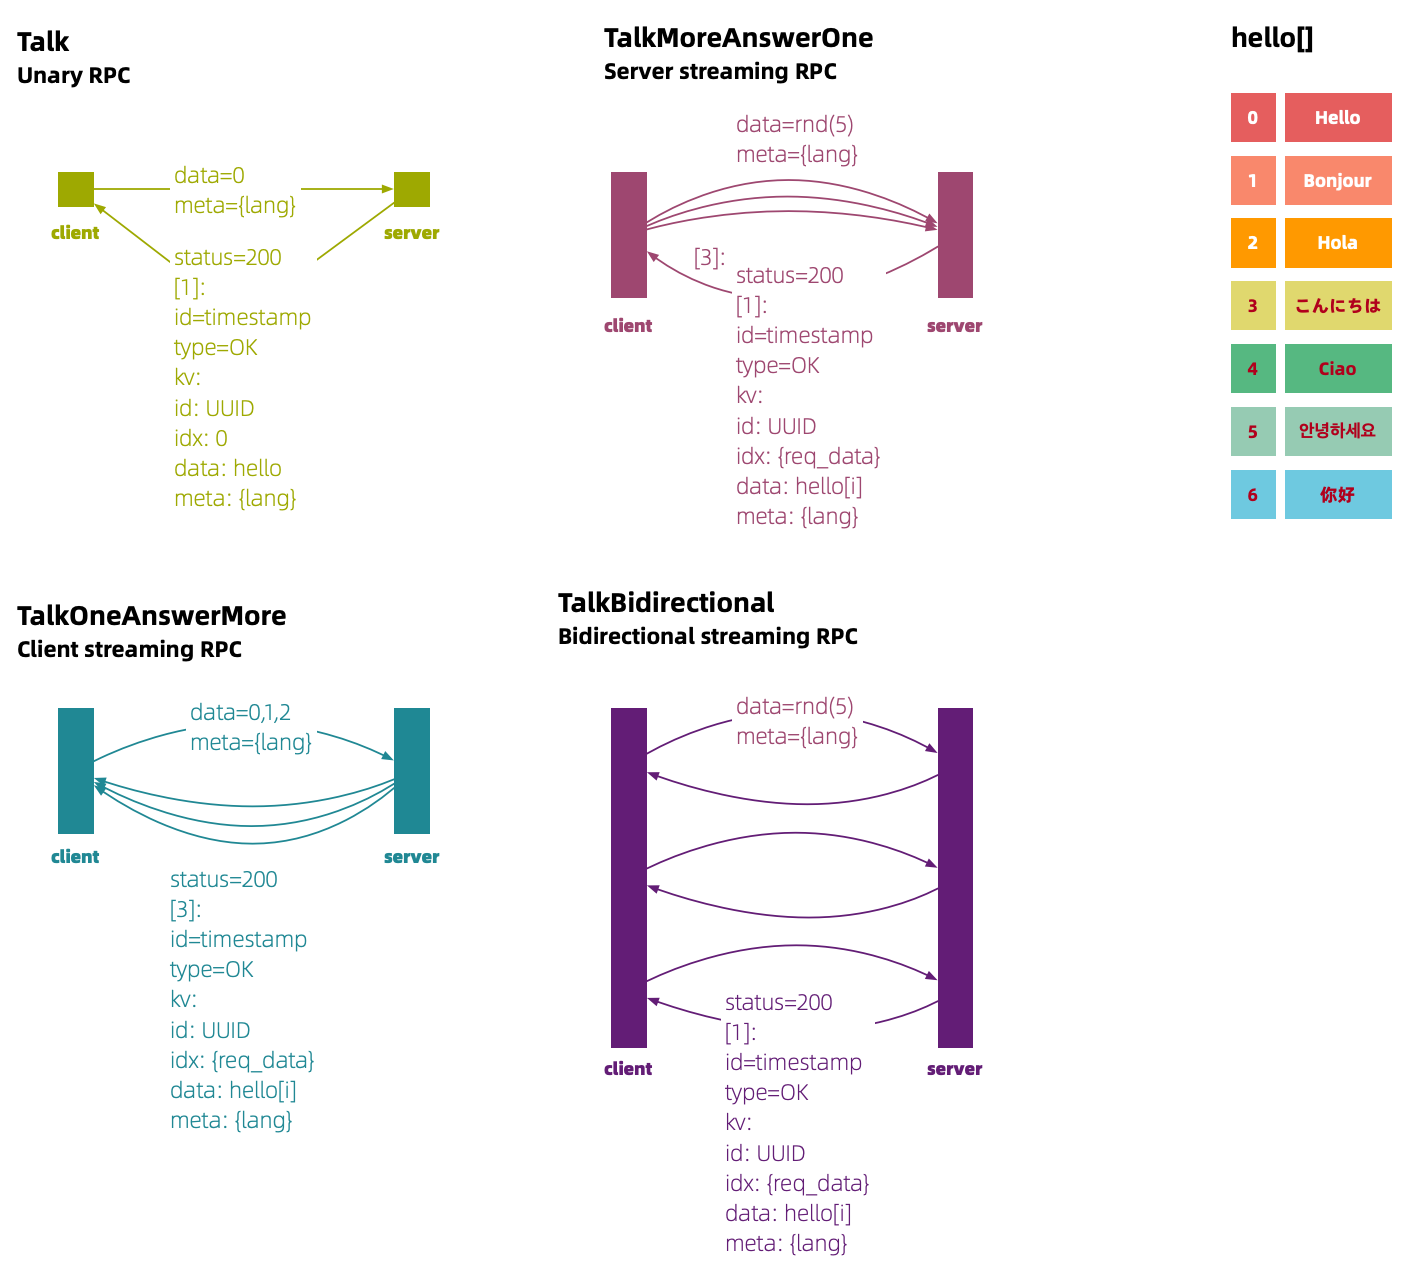 Talk
Unary RPC
data=0
meta={lang}
client
server
status=200
[1]:
id=timestamp
type=OK
kv:
id: UUID
idx: 0
data: hello
meta: {lang}
TalkMoreAnswerOne
Server streaming RPC
data=rnd(5)
meta={lang}
[3]:
status=200
[1]:
id=timestamp
type=OK
kv:
id: UUID
idx: {req_data}
data: hello[i]
meta: {lang}
client
server
hello[]
0 Hello
1 Bonjour
2 Hola
3 こんにちは
4 Ciao
5 안녕하세요
6 你好
TalkOneAnswerMore
Client streaming RPC
data=0,1,2
meta={lang}
client
server
status=200
[3]:
id=timestamp
type=OK
kv:
id: UUID
idx: {req_data}
data: hello[i]
meta: {lang}
TalkBidirectional
Bidirectional streaming RPC
data=rnd(5)
meta={lang}
status=200
[1]:
id=timestamp
type=OK
kv:
id: UUID
idx: {req_data}
data: hello[i]
meta: {lang}
client
server